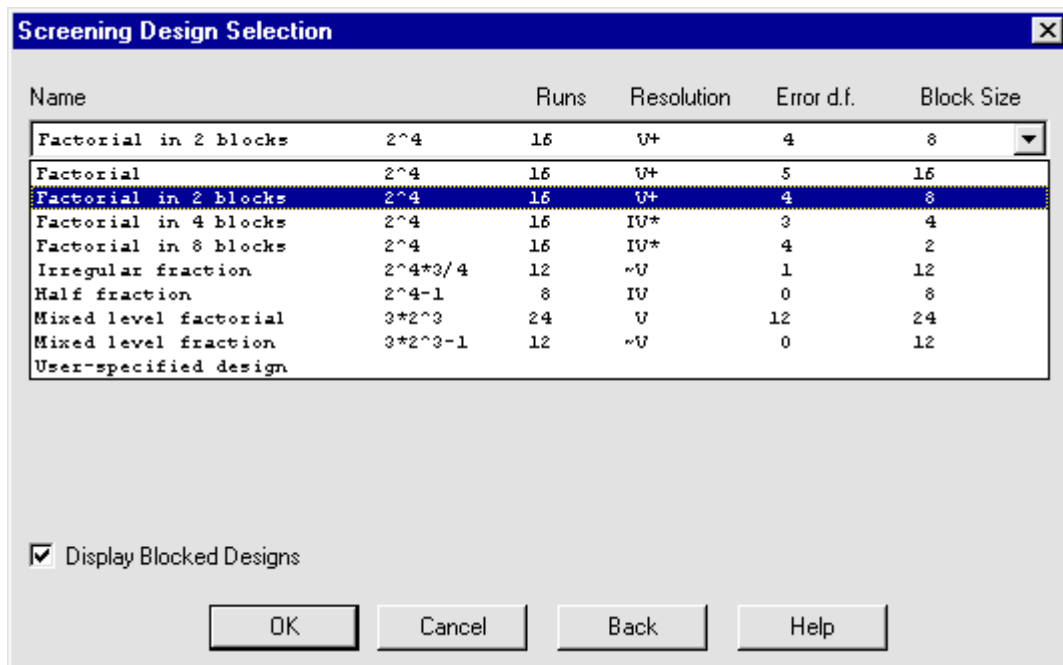 Screening Design Selection
Name Runs Resolution Error d.f. Block Size
Factorial in 2 blocks 2^4 16 V+ 4 8
Factorial 2^4 16 V+ 5 16
Factorial in 2 blocks 2^4 16 V+ 4 8
Factorial in 4 blocks 2^4 16 IV* 3 4
Factorial in 8 blocks 2^4 16 IV* 4 2
Irregular fraction 2^4*3/4 12 ~V 1 12
Half fraction 2^4-1 8 IV 0 8
Mixed level factorial 3*2^3 24 V 12 24
Mixed level fraction 3*2^3-1 12 ~V 0 12
User-specified design
Display Blocked Designs
OK Cancel Back Help